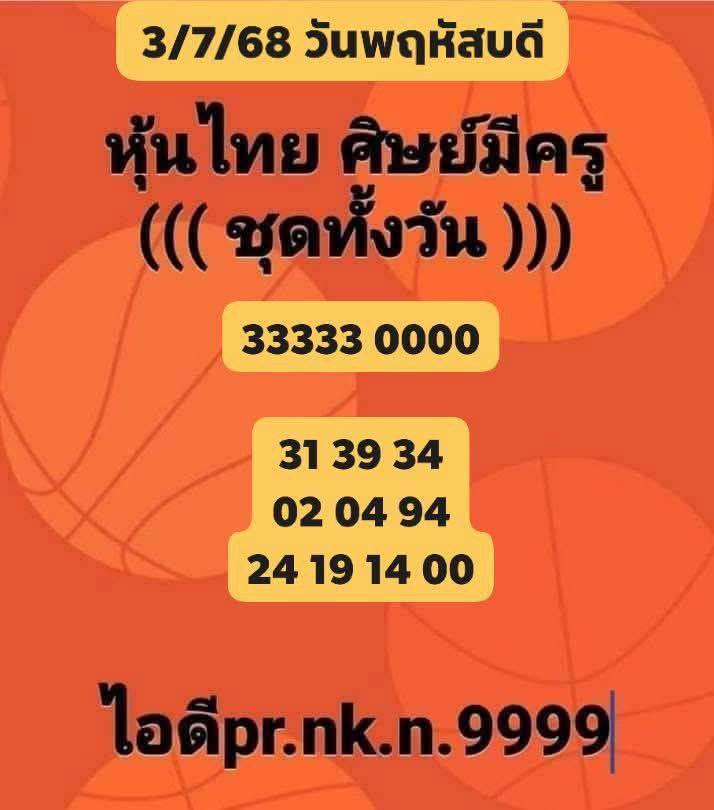 3/7/68 วันพฤหัสบดี
หุ้นไทย ศิษย์มีครู
((( ชุดทั้งวัน )))
33333 0000
31 39 34
02 04 94
24 19 14 00
ไอดีpr.nk.n.9999